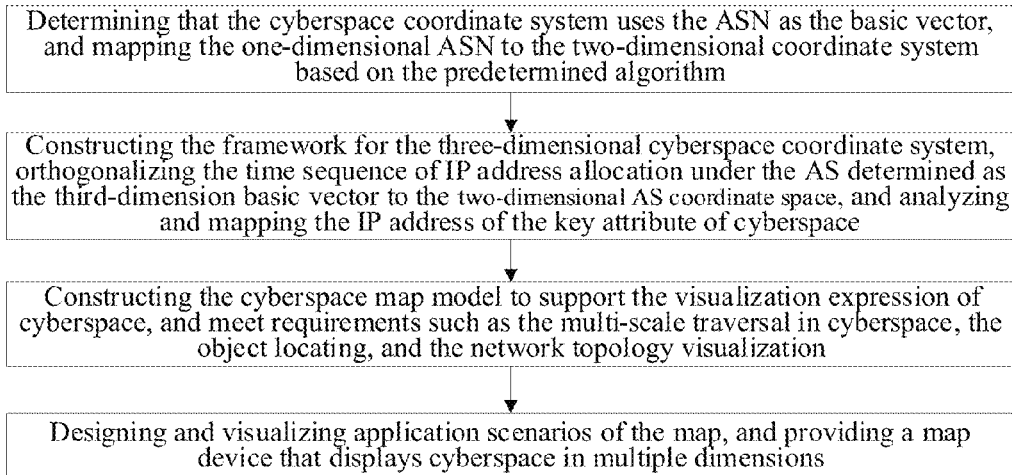 Determining that the cyberspace coordinate system uses the ASN as the basic vector,
and mapping the one-dimensional ASN to the two-dimensional coordinate system
based on the predetermined algorithm
Constructing the framework for the three-dimensional cyberspace coordinate system,
orthogonalizing the time sequence of IP address allocation under the AS determined as
the third-dimension basic vector to the two-dimensional AS coordinate space, and analyzing
and mapping the IP address of the key attribute of cyberspace
Constructing the cyberspace map model to support the visualization expression of
cyberspace, and meet requirements such as the multi-scale traversal in cyberspace, the
object locating, and the network topology visualization
Designing and visualizing application scenarios of the map, and providing a map
device that displays cyberspace in multiple dimensions